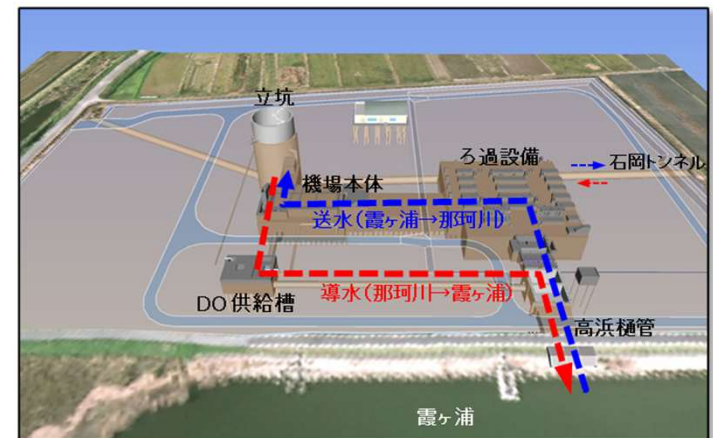 立坑
ろ過設備
石岡トンネル
機場本体
送水(霞ヶ浦→那珂川)
導水(那珂川→霞ヶ浦)
DO供給槽
高浜樋管
霞ヶ浦